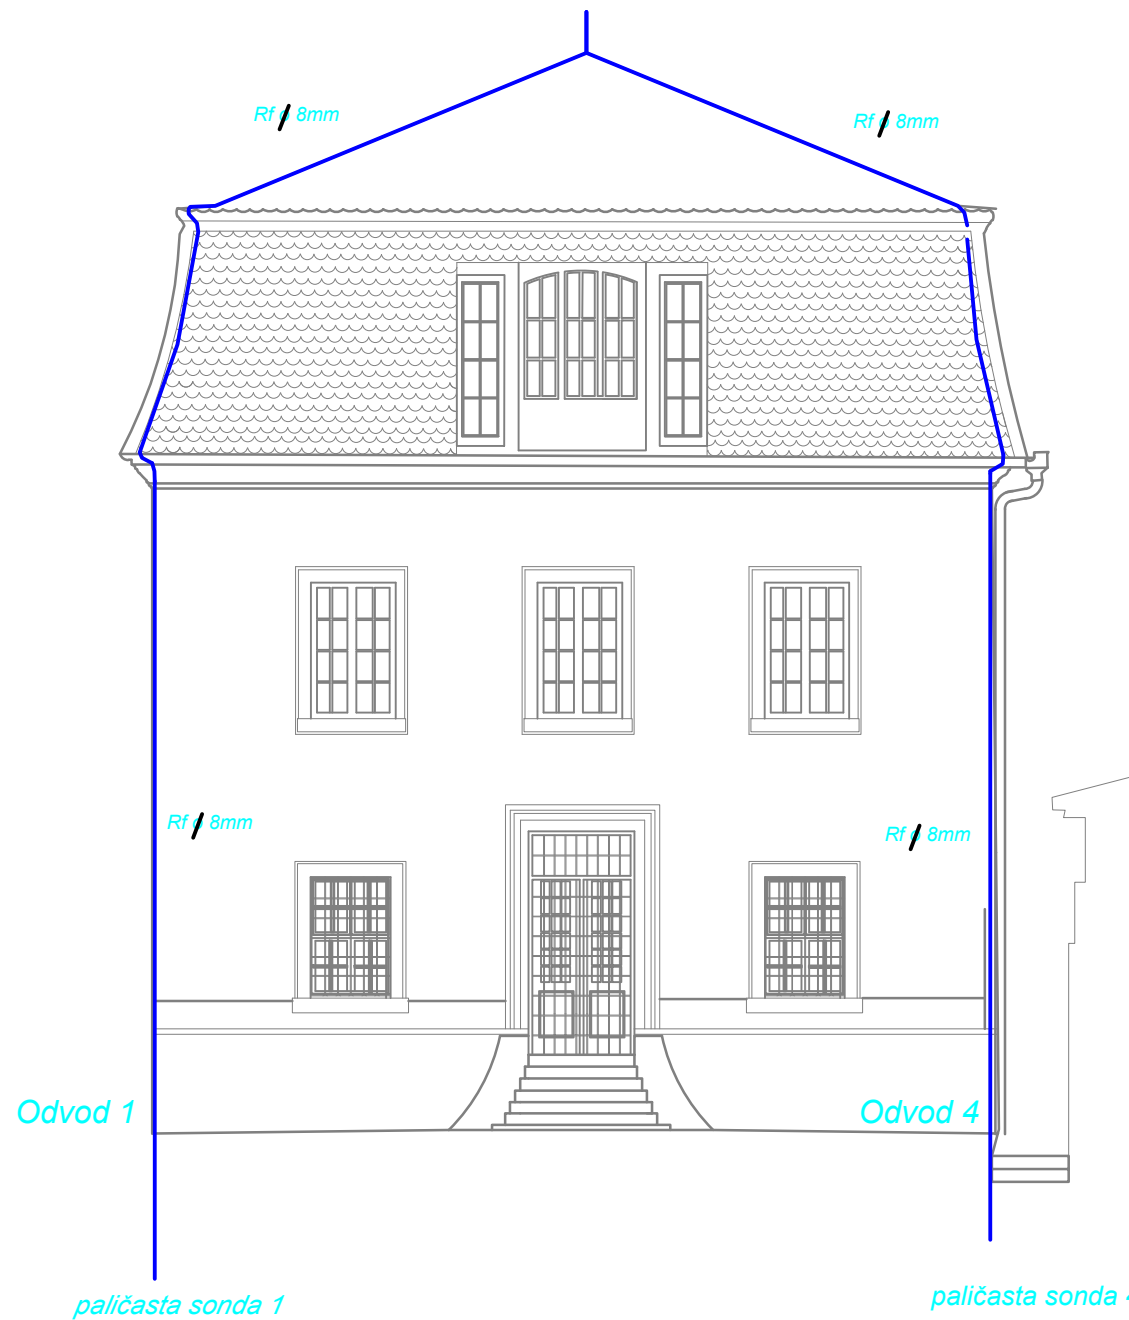 Rf ø 8mm
Rf ø 8mm
Rf ø 8mm
Rf ø 8mm
Odvod 1
Odvod 4
paličasta sonda 1
paličasta sonda